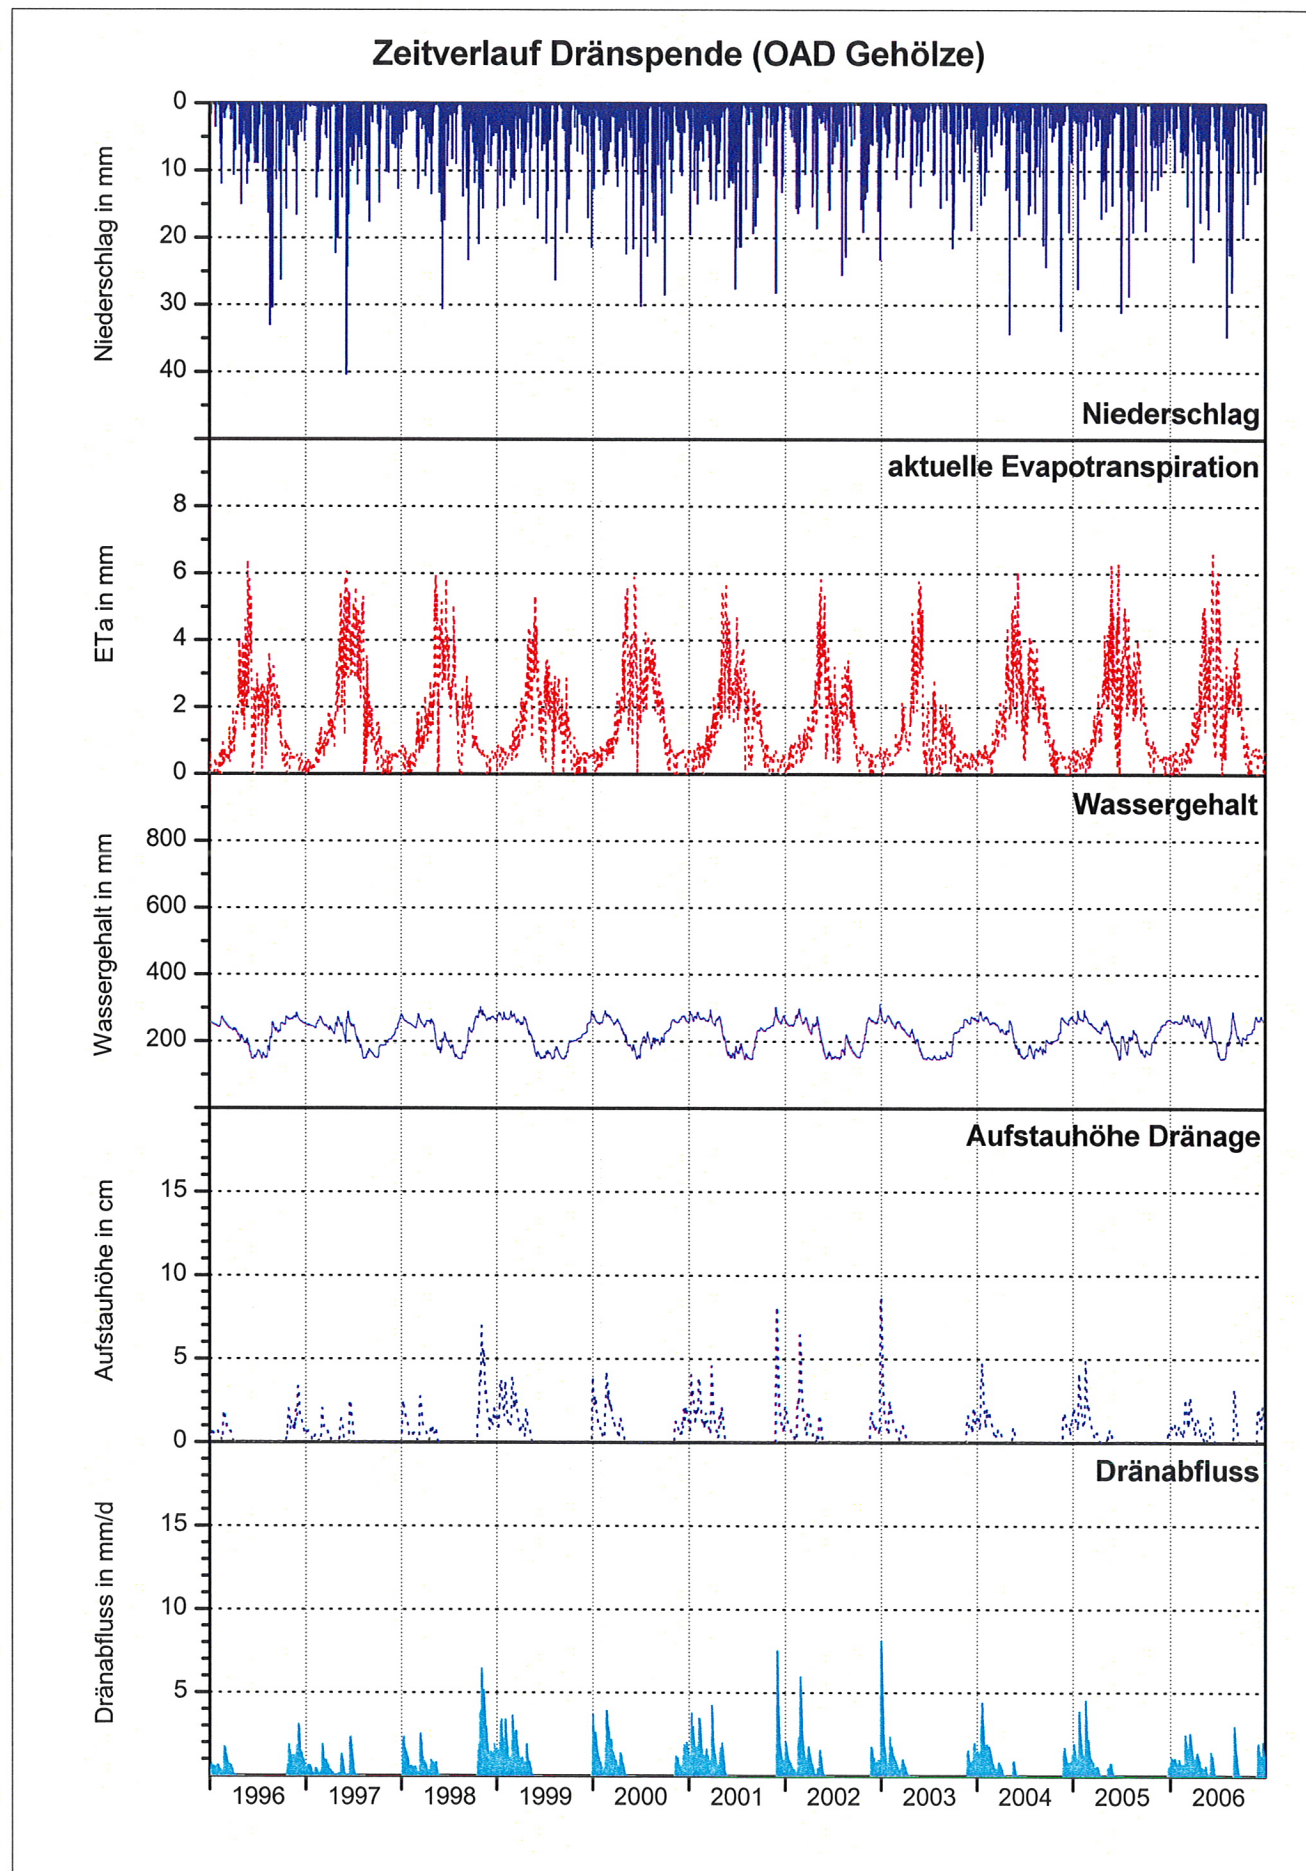 Zeitverlauf Dränspende (OAD Gehölze)
Niederschlag in mm
0
10
20
30
40
Niederschlag
ETa in mm
aktuelle Evapotranspiration
8
6
4
2
0
Wassergehalt in mm
Wassergehalt
800
600
400
200
Aufstauhöhe in cm
Aufstauhöhe Dränage
15
10
5
0
Dränabfluss in mm/d
Dränabfluss
15
10
5
1996 1997 1998 1999 2000 2001 2002 2003 2004 2005 2006